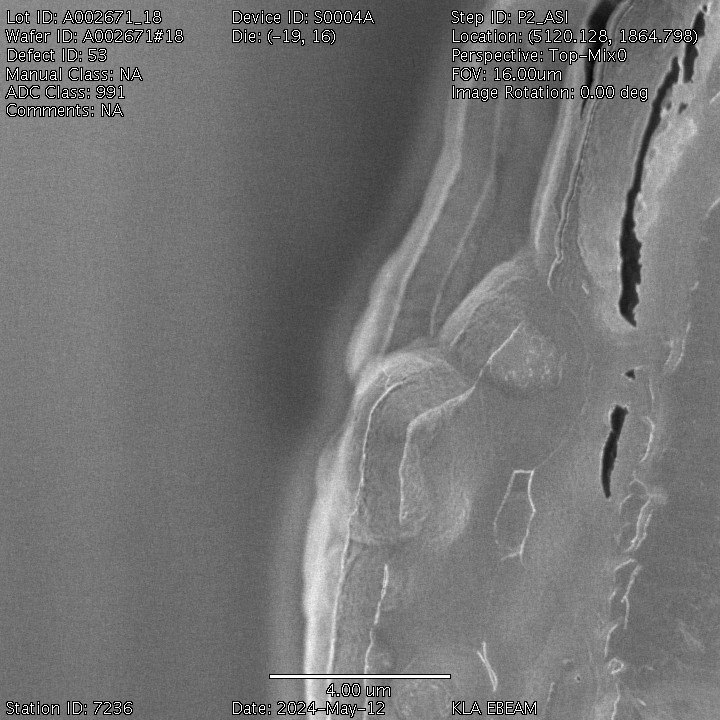 Lot ID: A002671_18
Wafer ID: A002671#18
Defect ID: 53
Manual Class: NA
ADC Class: 991
Comments: NA
Device ID: S0004A
Die: (-19, 16)
Step ID: P2_ASI
Location: (5120.128, 1864.798)
Perspective: Top-Mix0
FOV: 16.00um
Image Rotation: 0.00 deg
4.00 um
Station ID: 7236
Date: 2024-May-12
KLA EBEAM